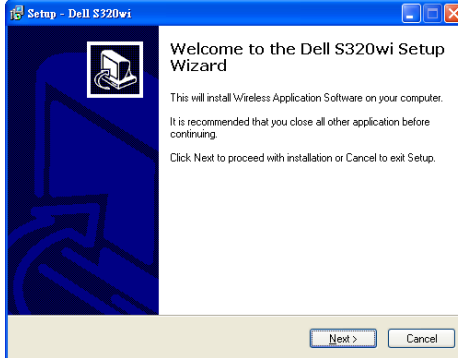 Setup - Dell S320wi
Welcome to the Dell S320wi Setup
Wizard
This will install Wireless Application Software on your computer.
It is recommended that you close all other application before
continuing.
Click Next to proceed with installation or Cancel to exit Setup.
Next > Cancel